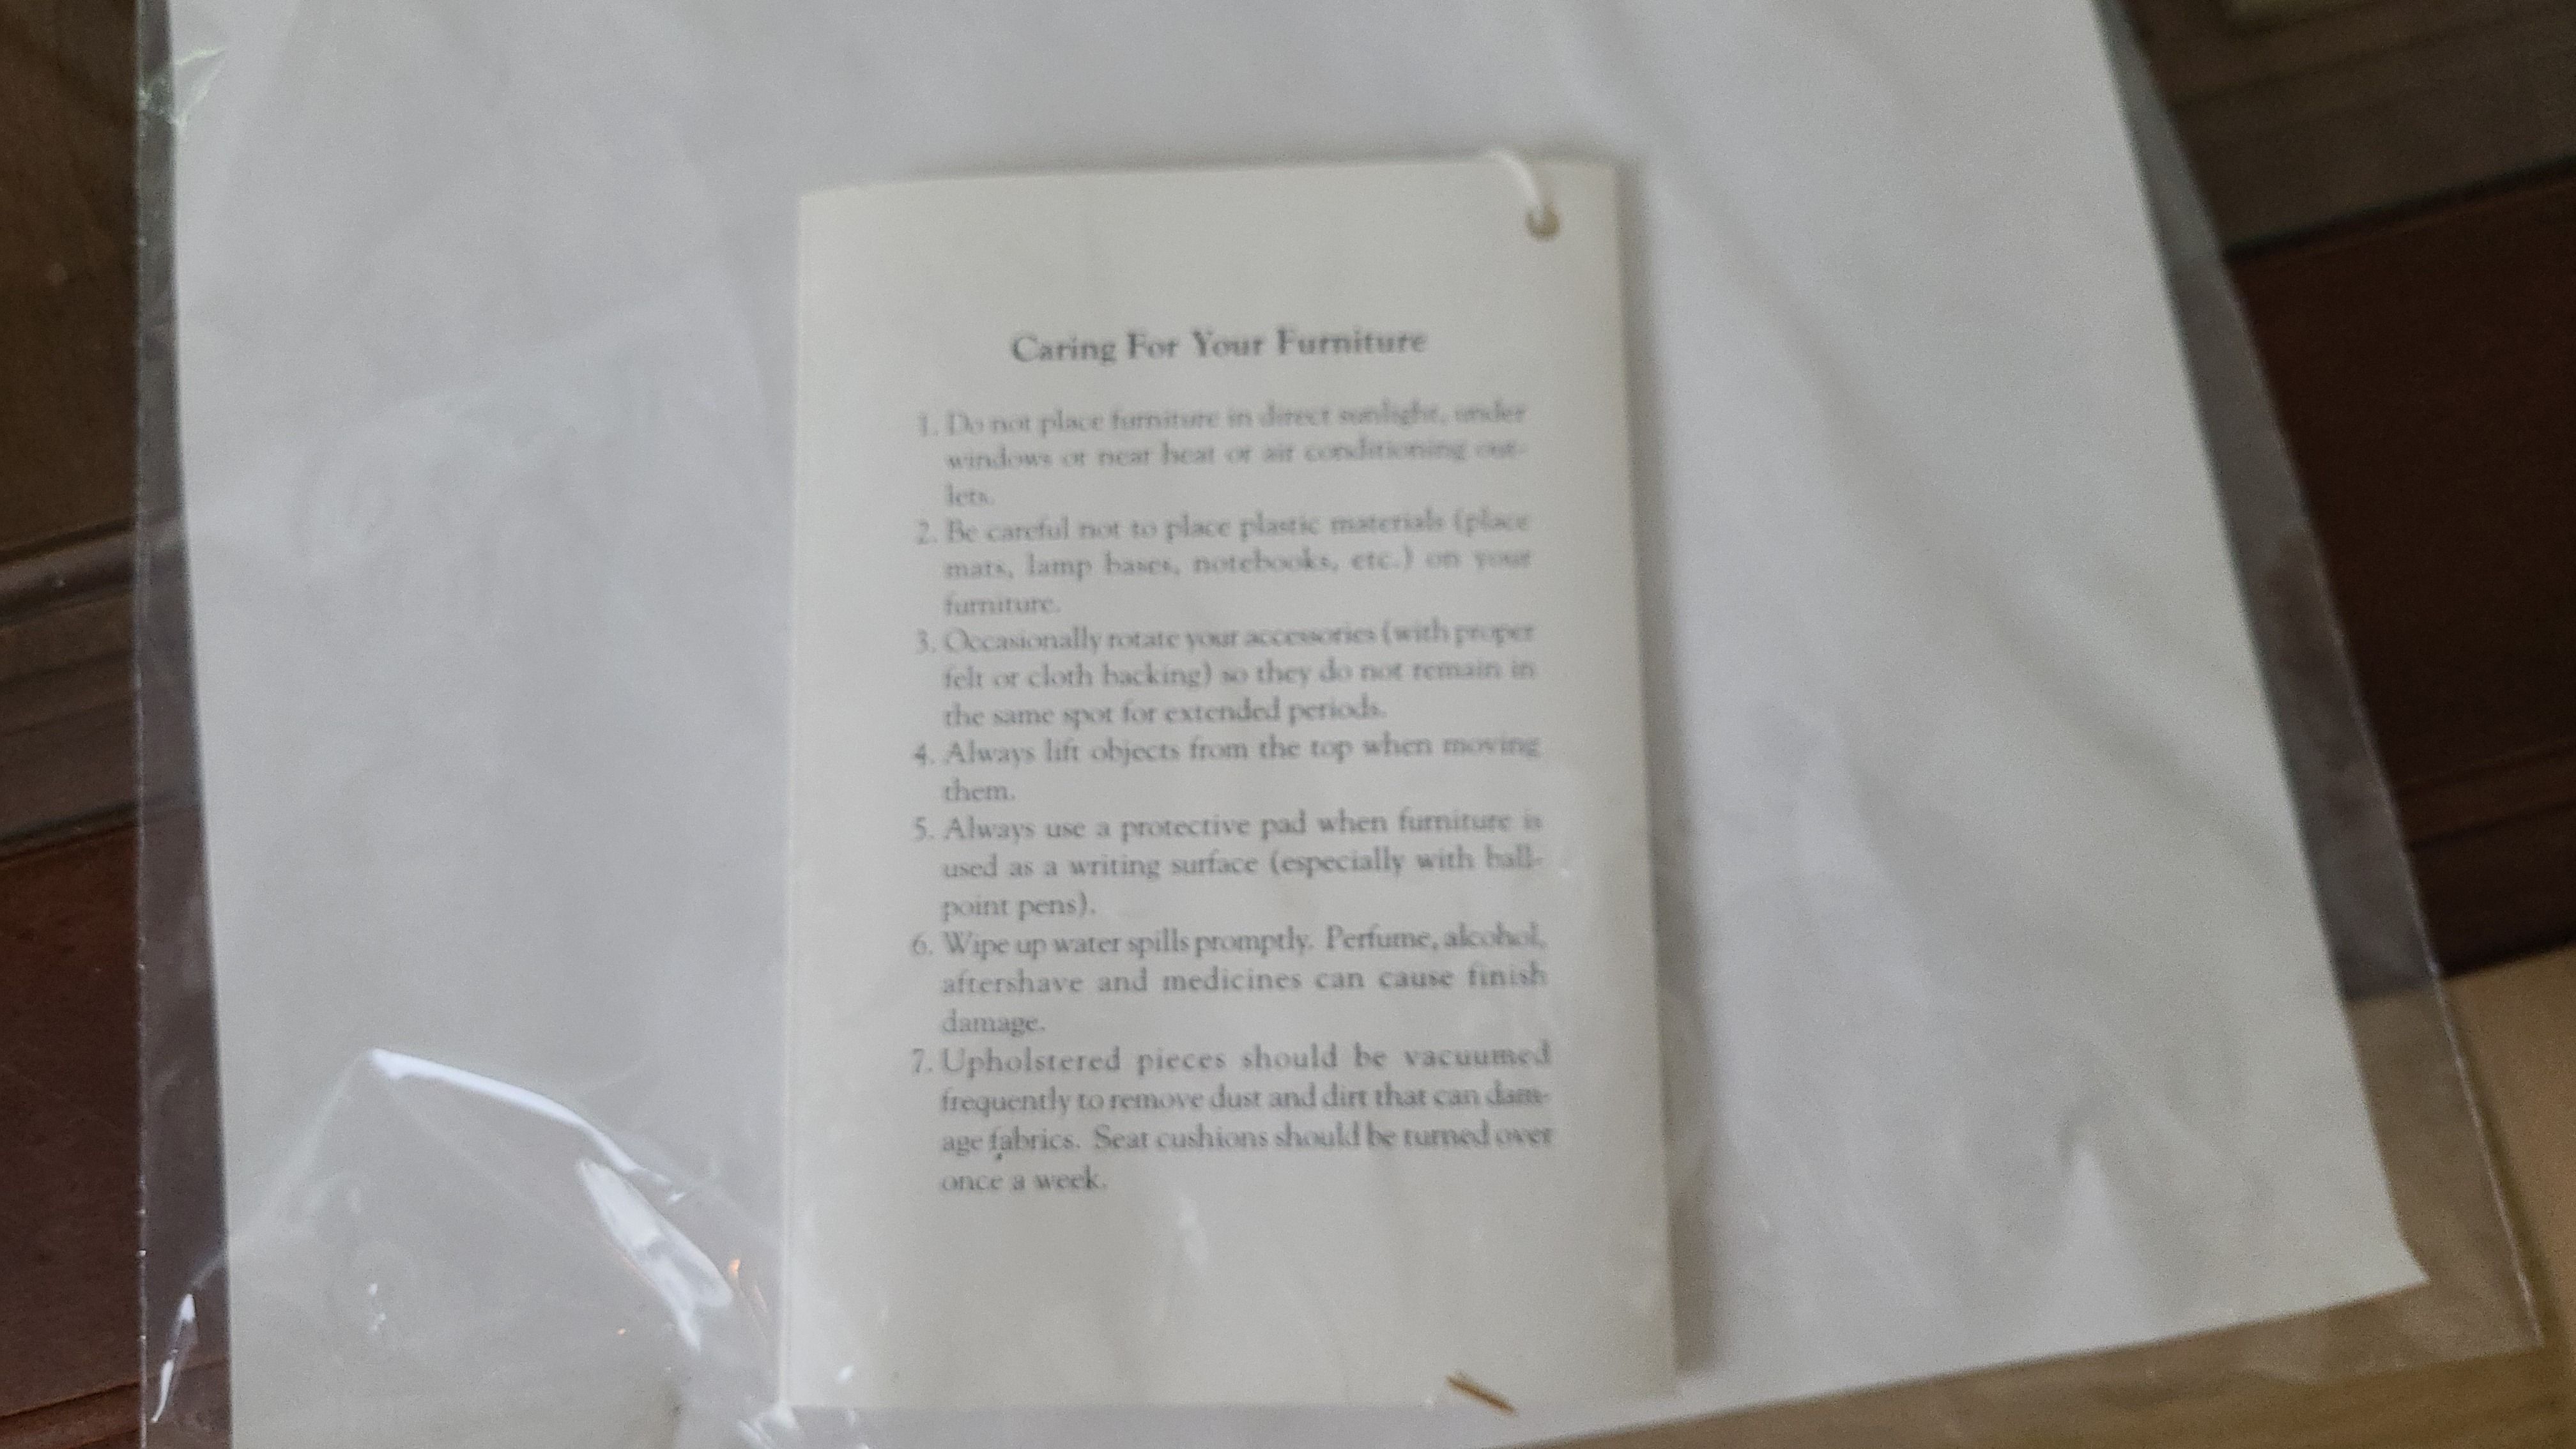 Caring For Your Furniture
1. Do not place furniture in direct sunlight, under
windows or near heat or air conditioning out-
lets.
2. Be careful not to place plastic materials (place
mats, lamp bases, notebooks, etc.) on your
furniture.
3. Occasionally rotate your accessories (with proper
felt or cloth backing) so they do not remain in
the same spot for extended periods.
4. Always lift objects from the top when moving
them.
5. Always use a protective pad when furniture is
used as a writing surface (especially with ball-
point pens).
6. Wipe up water spills promptly. Perfume, alcohol,
aftershave and medicines can cause finish
damage.
7. Upholstered pieces should be vacuumed
frequently to remove dust and dirt that can dam-
age fabrics. Seat cushions should be turned over
once a week.